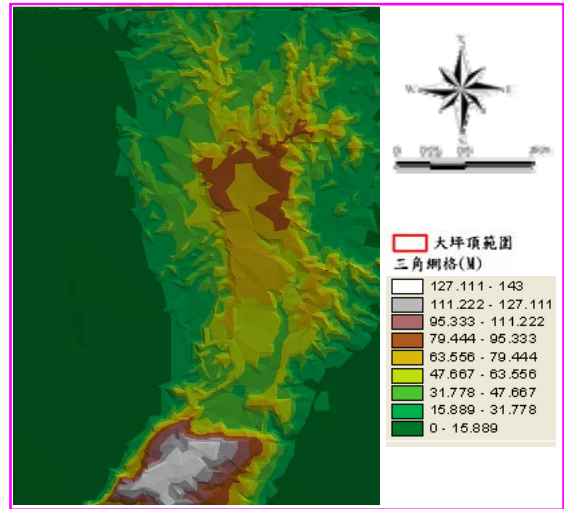 W E
0
大坪頂範圍
三角網格(M)
127.111 - 143
111.222 - 127.111
95.333 - 111.222
79.444 - 95.333
63.556 - 79.444
47.667 - 63.556
31.778 - 47.667
15.889 - 31.778
0 - 15.889